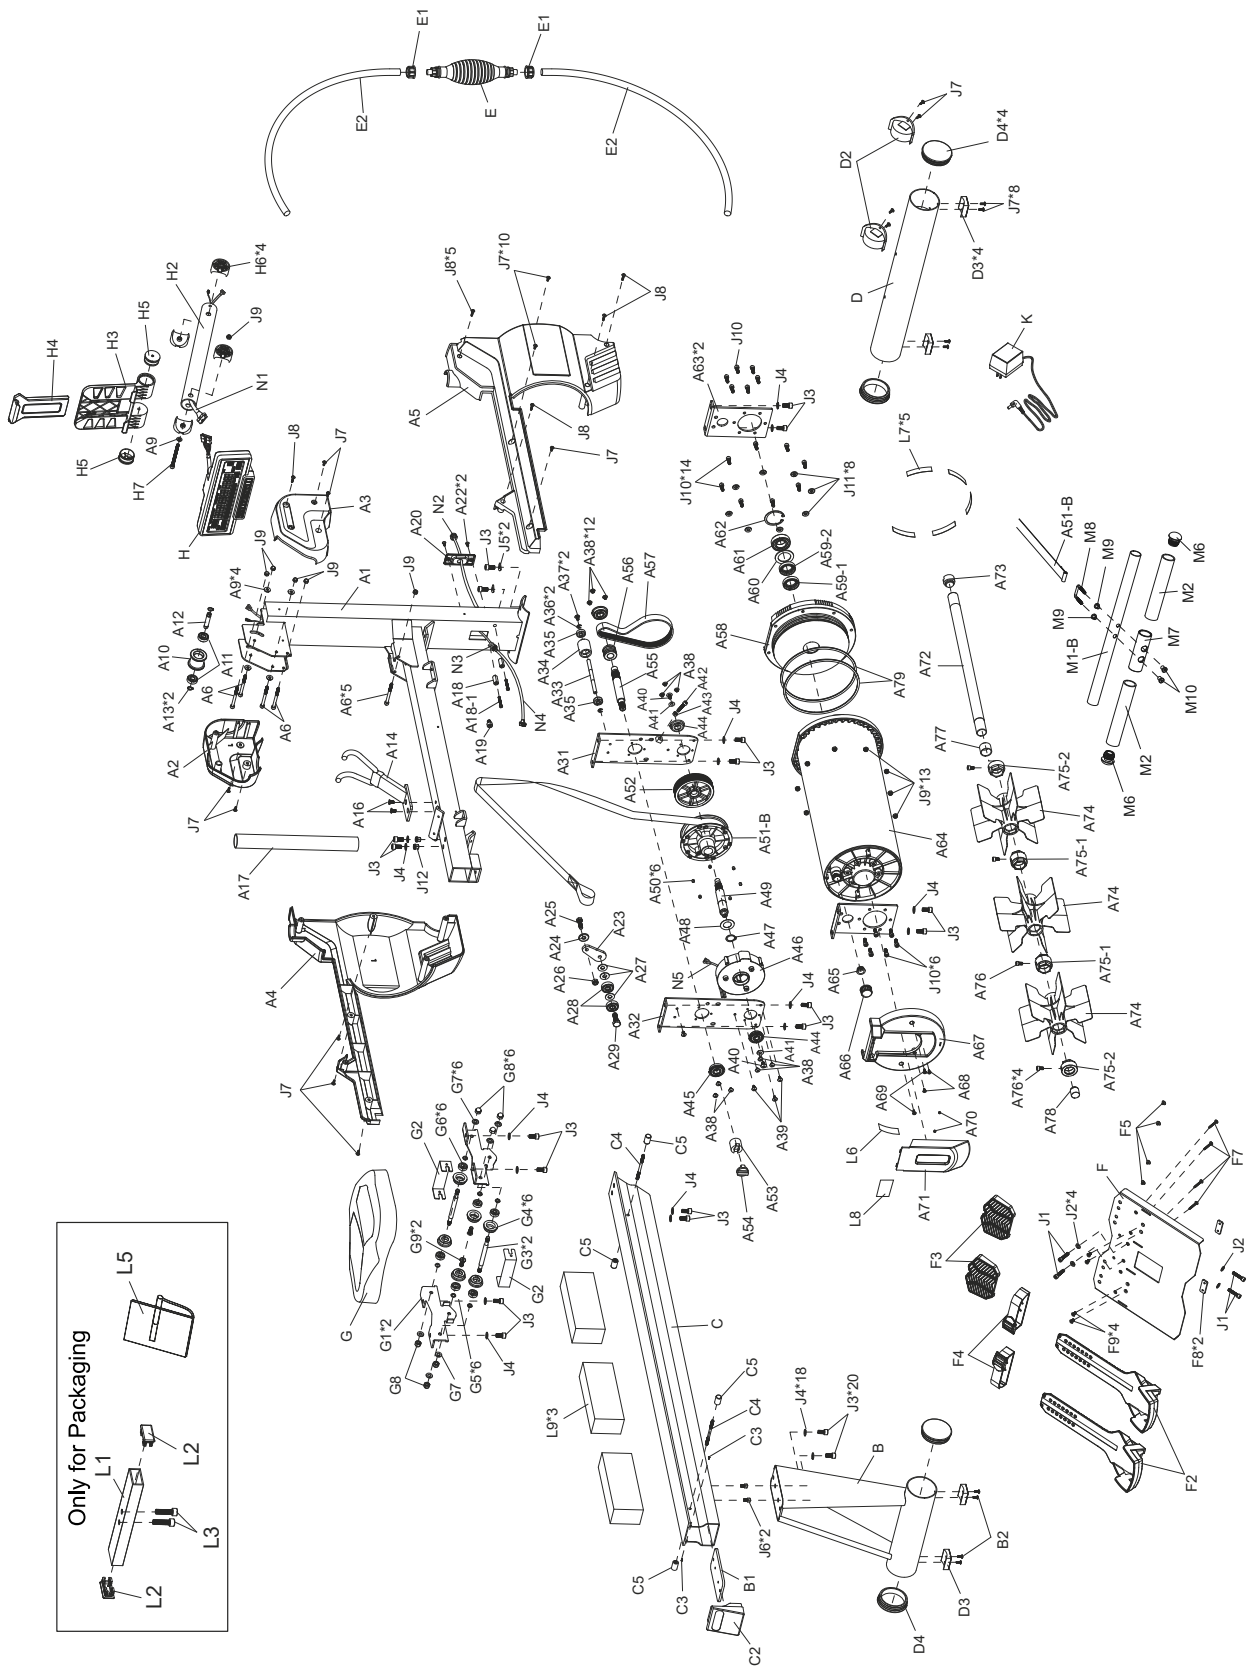 Only for Packaging
L5
L1
L2
L2
L3
E1
E1
E2
E
E2
H4
H3
H5
H2
H6*4
J9
H5
A9
H7
N1
H
J8
J7
A3
J9
A9*4
J9
A1
J9
A12
A10
A11
A13*2
A6
A6
A6*5
A2
J7
A14
A16
A17
J3
J4
J12
A20
N2
A22*2
J3
J5*2
N3
A18
A18-1
A19
N4
J8*5
J7*10
J8
A5
J8
J7
A4
J7
D2
J7
D4*4
D
J7*8
D3*4
K
L7*5
A63*2
J10
J4
J3
J10*14
J11*8
A62
A61
A60
A59-2
A59-1
A58
A79
A38*12
A37*2
A36*2
A35
A34
A33
A35
A56
A57
A55
A38
A42
A40
A41
A43
A44
J4
J3
A31
A52
A51-B
A50*6
A49
A48
A47
A46
N5
A25
A24
A23
A26
A27
A28
A29
A32
J4
J3
A44
A41
A40
A38
A45
A38
A39
A53
A54
J9*13
A64
J4
J3
J10*6
A65
A66
A67
A68
A69
A70
L6
L8
A71
A51-B
M8
M9
M9
M6
M2
M7
M10
M1-B
M2
M6
A73
A72
A77
A75-2
A74
A75-1
A74
A76
A75-1
A74
A76*4
A75-2
A78
G
G2
G6*6
G7*6
G8*6
J4
J3
G9*2
G4*6
G3*2
G2
G1*2
G8
G7
G5*6
J4
J3
C4
C5
C5
J4
J3
C
L9*3
C5
C4
C3
J4*18
J3*20
B
J6*2
C5
C3
B1
C2
B2
D3
D4
F5
F
F7
J1
J2*4
F3
F4
J2
J1
F8*2
F9*4
F2